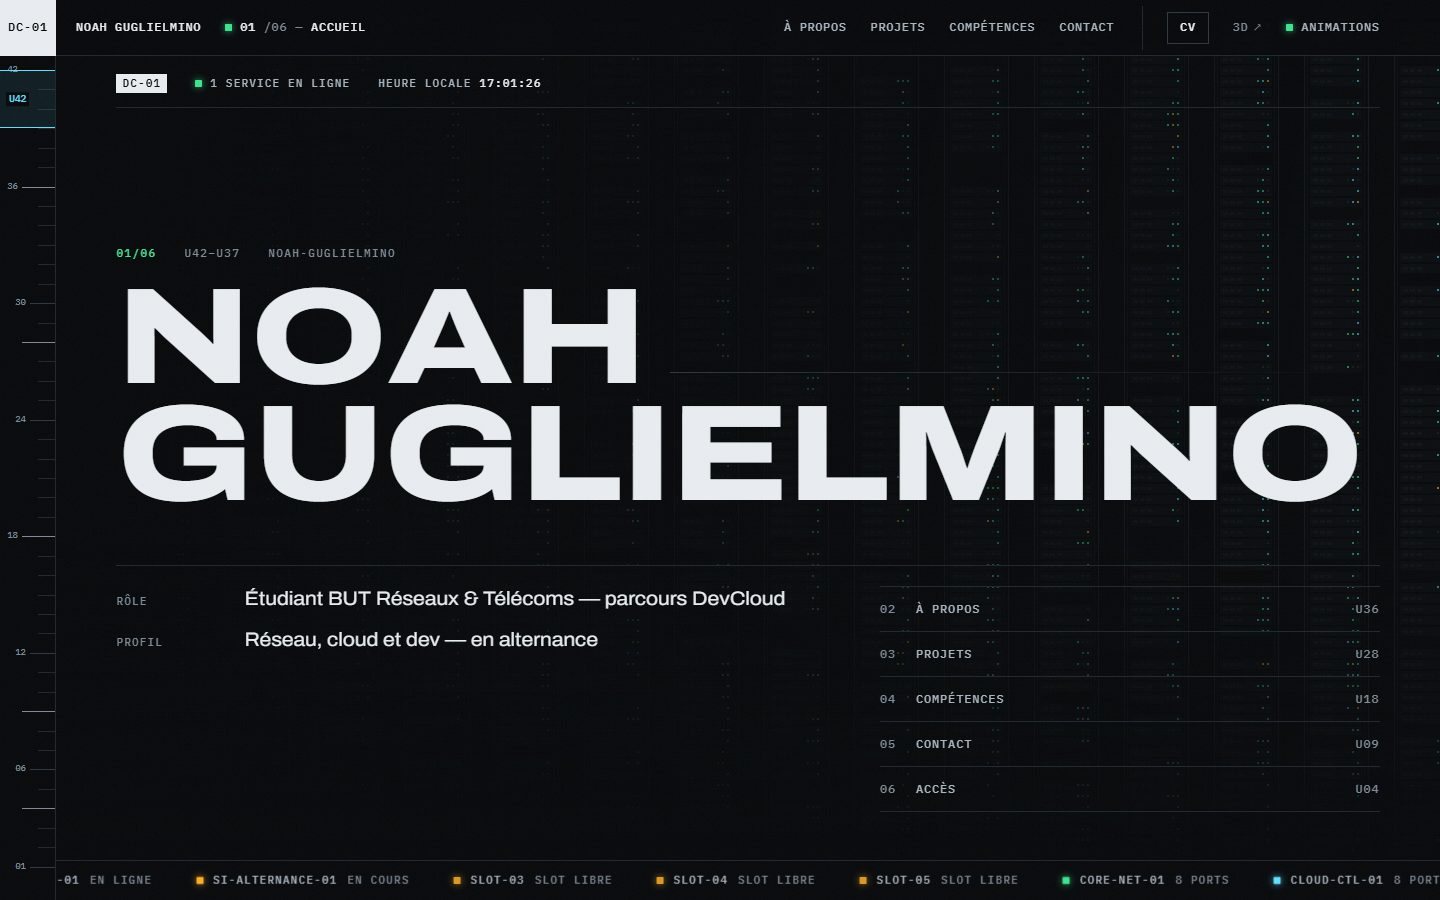 DC-01 NOAH GUGLIELMINO 01 /06 — ACCUEIL À PROPOS PROJETS COMPÉTENCES CONTACT CV 3D ↗ ANIMATIONS
42
U42
DC-01 1 SERVICE EN LIGNE HEURE LOCALE 17:01:26
36
01/06 U42–U37 NOAH-GUGLIELMINO
30
NOAH
24
GUGLIELMINO
18
RÔLE Étudiant BUT Réseaux & Télécoms — parcours DevCloud
PROFIL Réseau, cloud et dev — en alternance
02 À PROPOS U36
03 PROJETS U28
04 COMPÉTENCES U18
05 CONTACT U09
06 ACCÈS U04
12
06
01
-01 EN LIGNE SI-ALTERNANCE-01 EN COURS SLOT-03 SLOT LIBRE SLOT-04 SLOT LIBRE SLOT-05 SLOT LIBRE CORE-NET-01 8 PORTS CLOUD-CTL-01 8 PORT